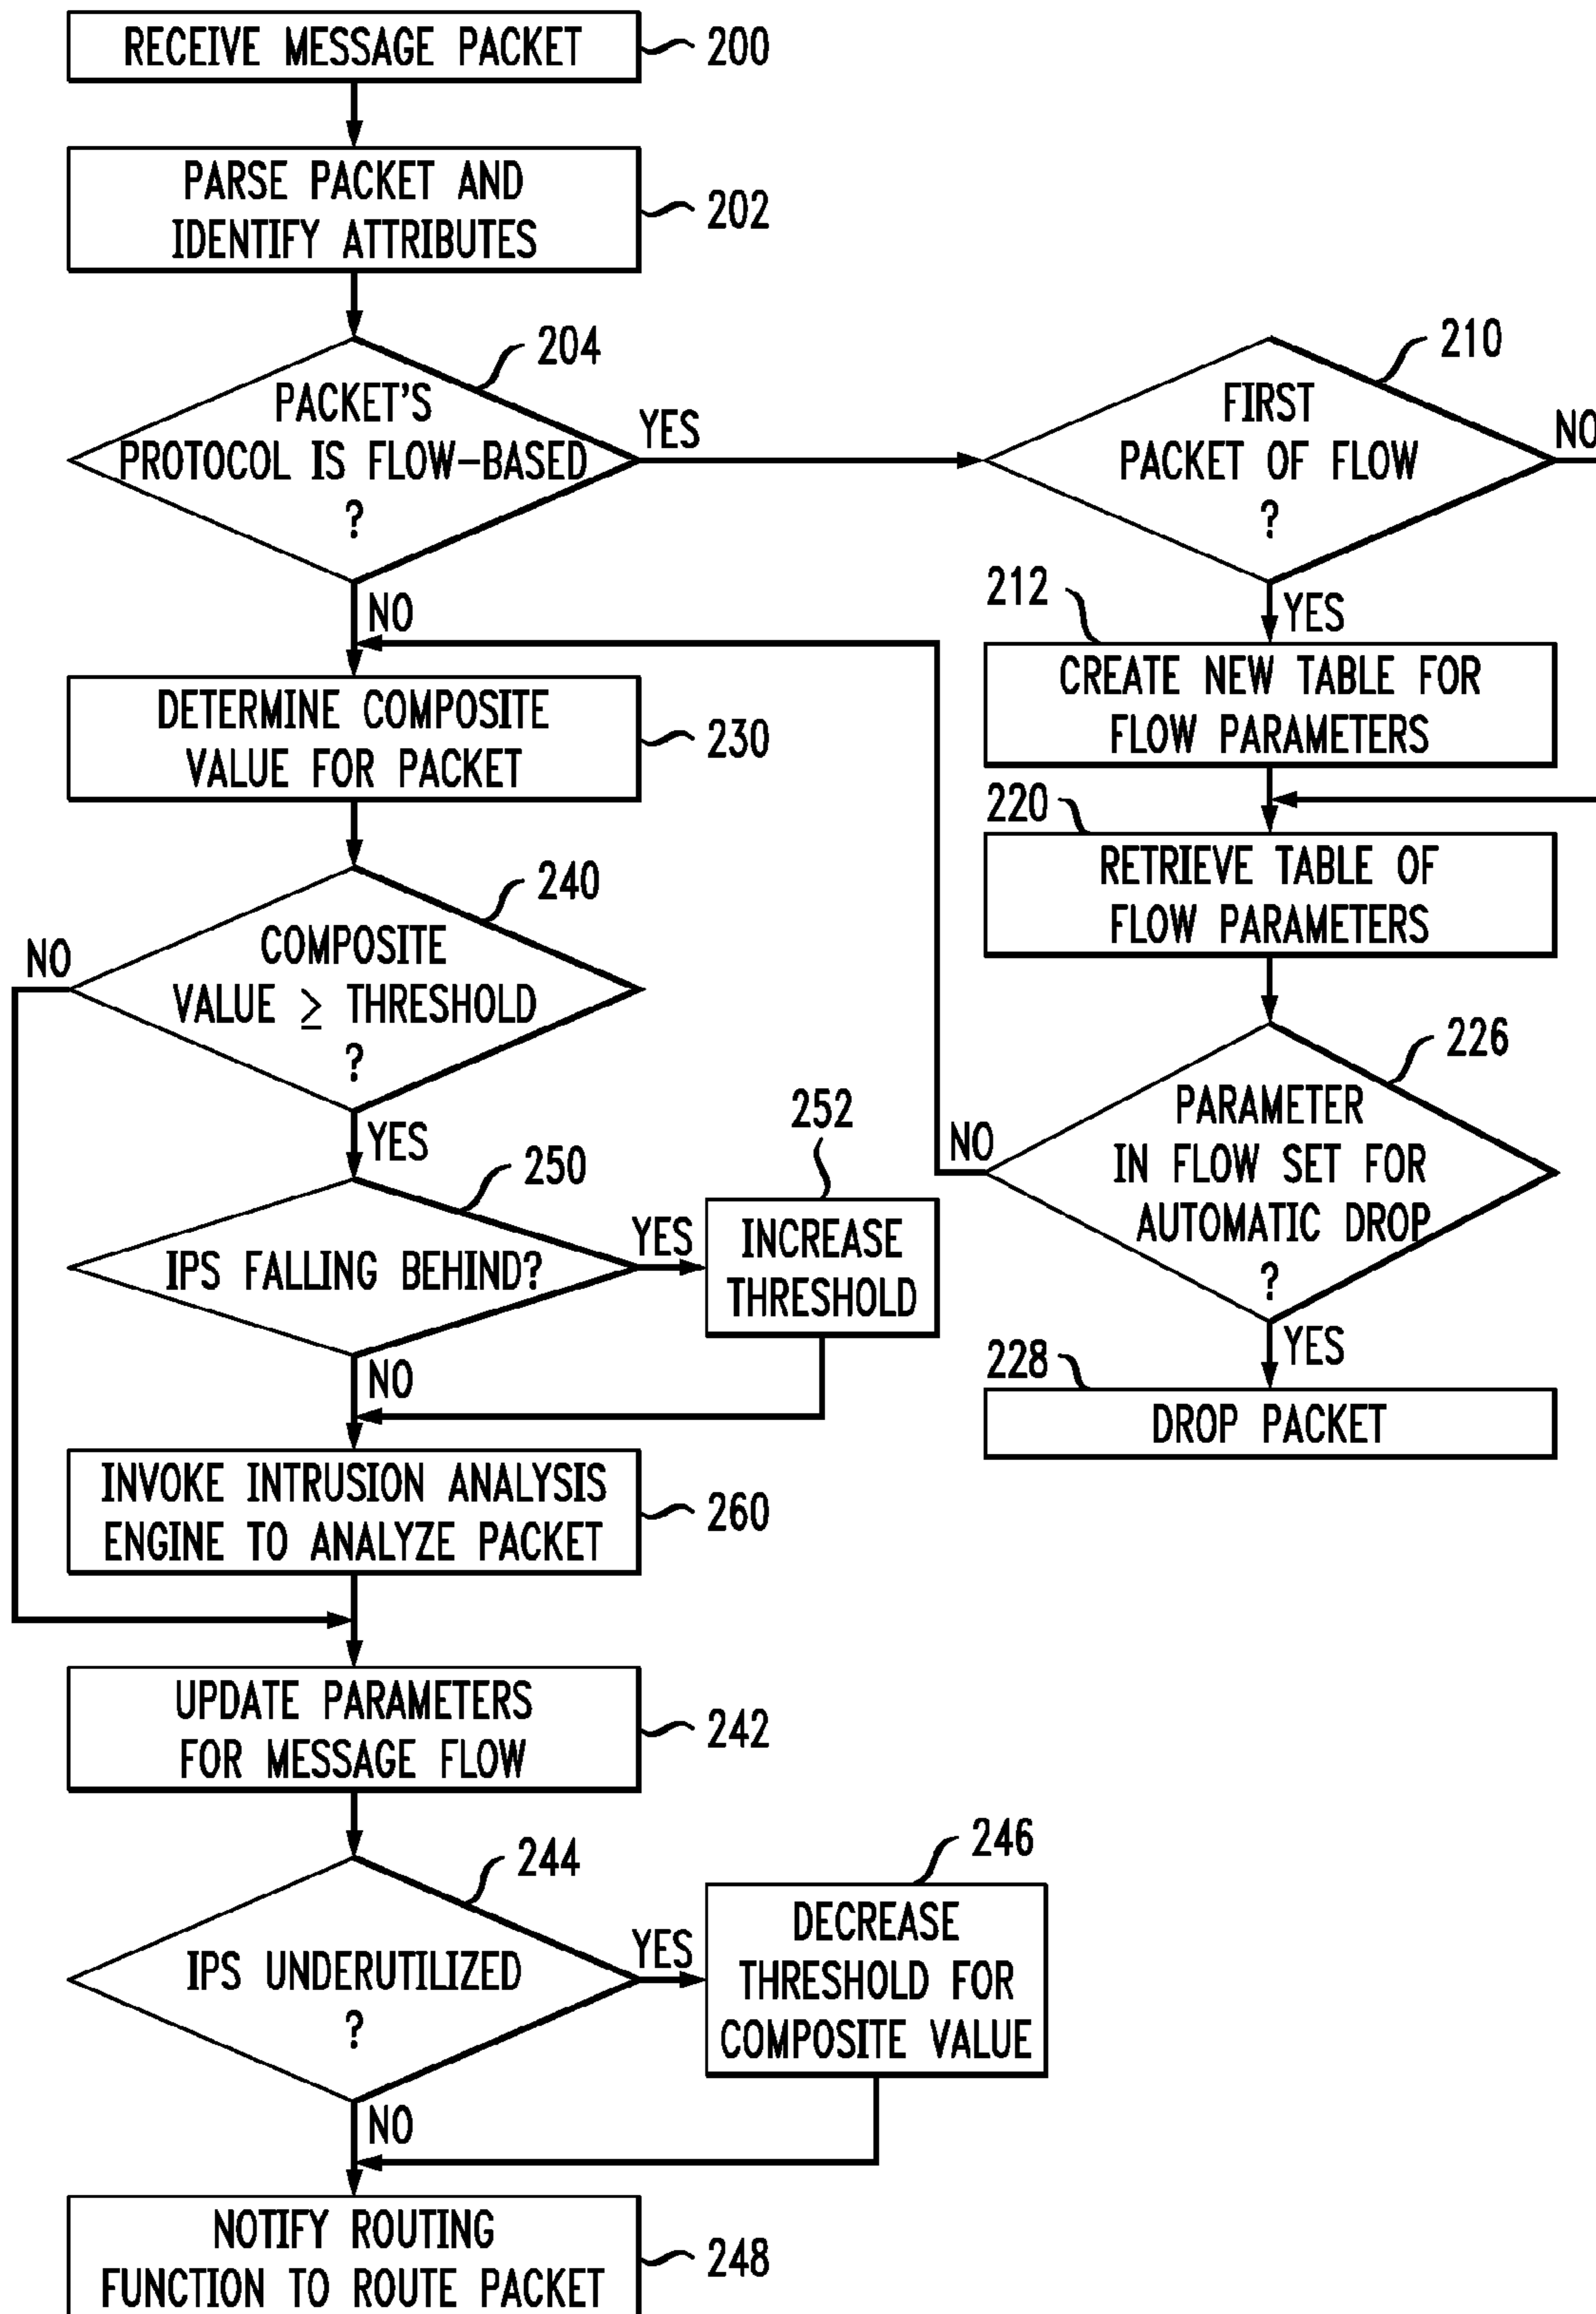 RECEIVE MESSAGE PACKET
200
PARSE PACKET AND
IDENTIFY ATTRIBUTES
202
204
PACKET'S
PROTOCOL IS FLOW-BASED
?
YES
NO
210
FIRST
PACKET OF FLOW
?
NO
YES
212
CREATE NEW TABLE FOR
FLOW PARAMETERS
220
RETRIEVE TABLE OF
FLOW PARAMETERS
226
PARAMETER
IN FLOW SET FOR
AUTOMATIC DROP
?
NO
YES
228
DROP PACKET
DETERMINE COMPOSITE
VALUE FOR PACKET
230
240
COMPOSITE
VALUE ≥ THRESHOLD
?
NO
YES
250
IPS FALLING BEHIND?
YES
252
INCREASE
THRESHOLD
NO
INVOKE INTRUSION ANALYSIS
ENGINE TO ANALYZE PACKET
260
UPDATE PARAMETERS
FOR MESSAGE FLOW
242
244
IPS UNDERUTILIZED
?
YES
246
DECREASE
THRESHOLD FOR
COMPOSITE VALUE
NO
NOTIFY ROUTING
FUNCTION TO ROUTE PACKET
248